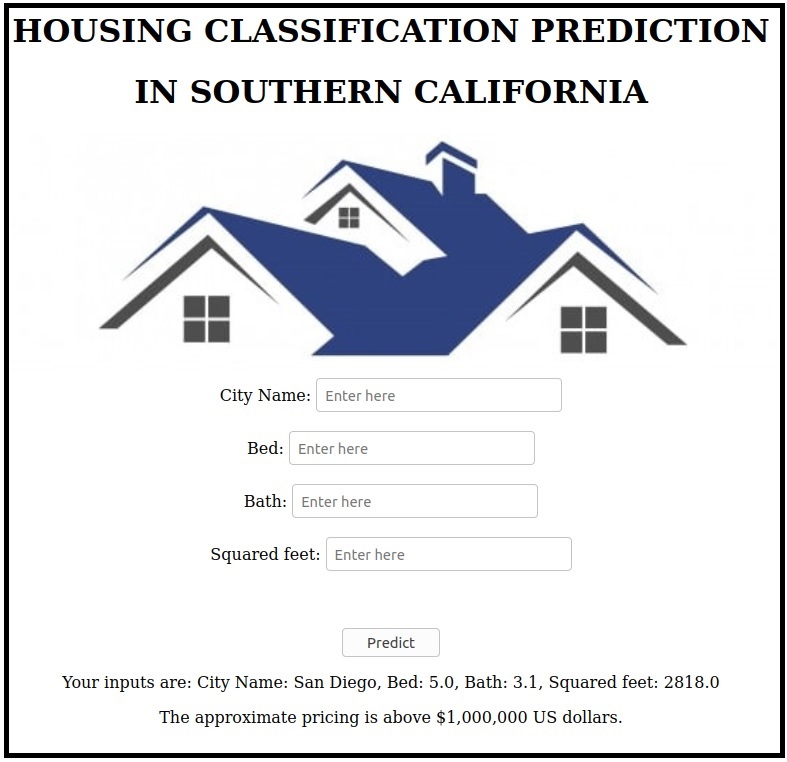 HOUSING CLASSIFICATION PREDICTION
IN SOUTHERN CALIFORNIA
City Name: Enter here
Bed: Enter here
Bath: Enter here
Squared feet: Enter here
Predict
Your inputs are: City Name: San Diego, Bed: 5.0, Bath: 3.1, Squared feet: 2818.0
The approximate pricing is above $1,000,000 US dollars.